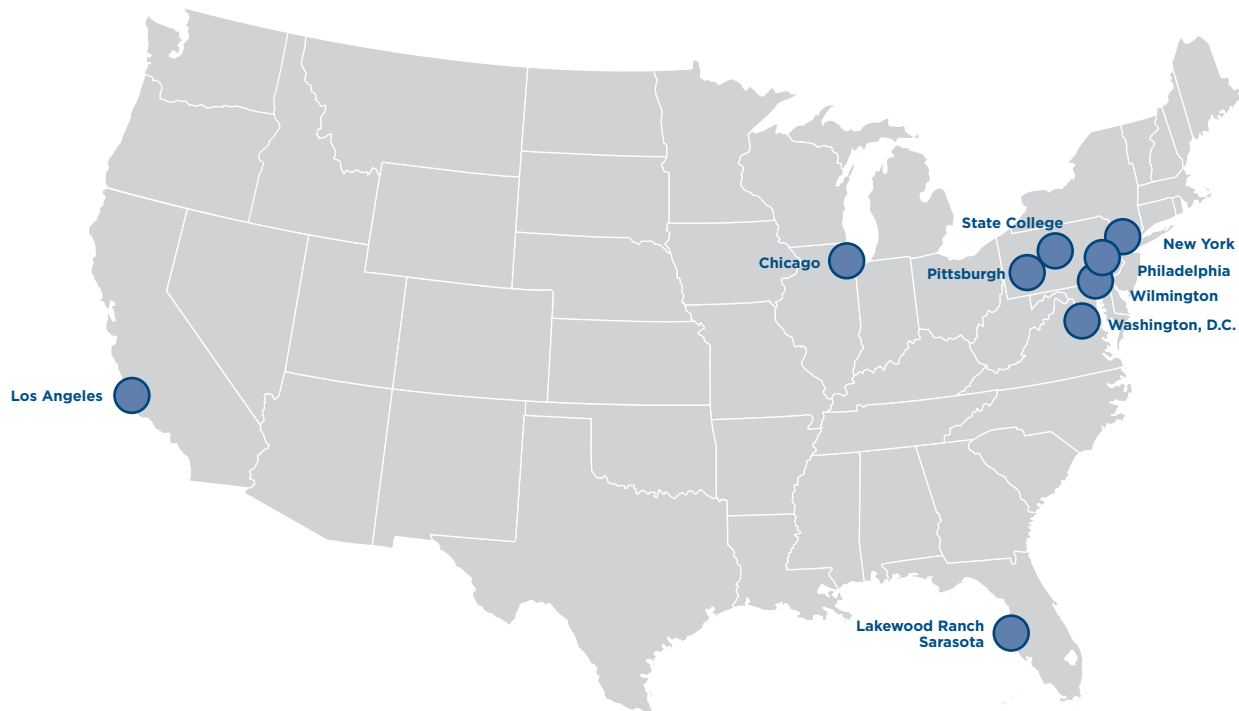 State College
New York
Chicago
Philadelphia
Pittsburgh
Wilmington
Washington, D.C.
Los Angeles
Lakewood Ranch
Sarasota